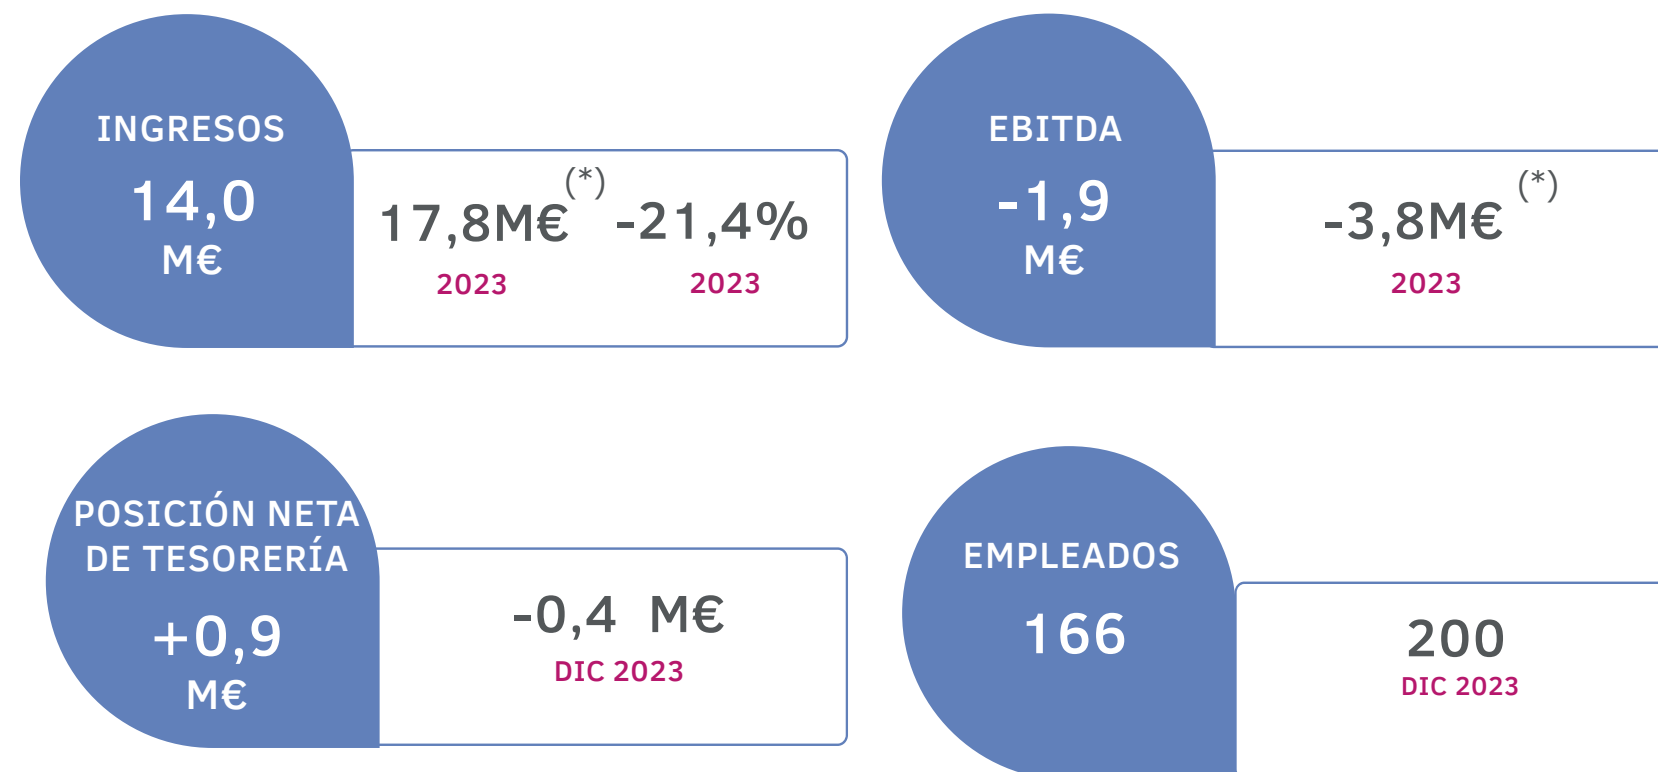 INGRESOS
14,0
M€
17,8M€ (*) -21,4%
2023 2023
EBITDA
-1,9
M€
-3,8M€ (*)
2023
POSICIÓN NETA
DE TESORERÍA
+0,9
M€
-0,4 M€
DIC 2023
EMPLEADOS
166
200
DIC 2023